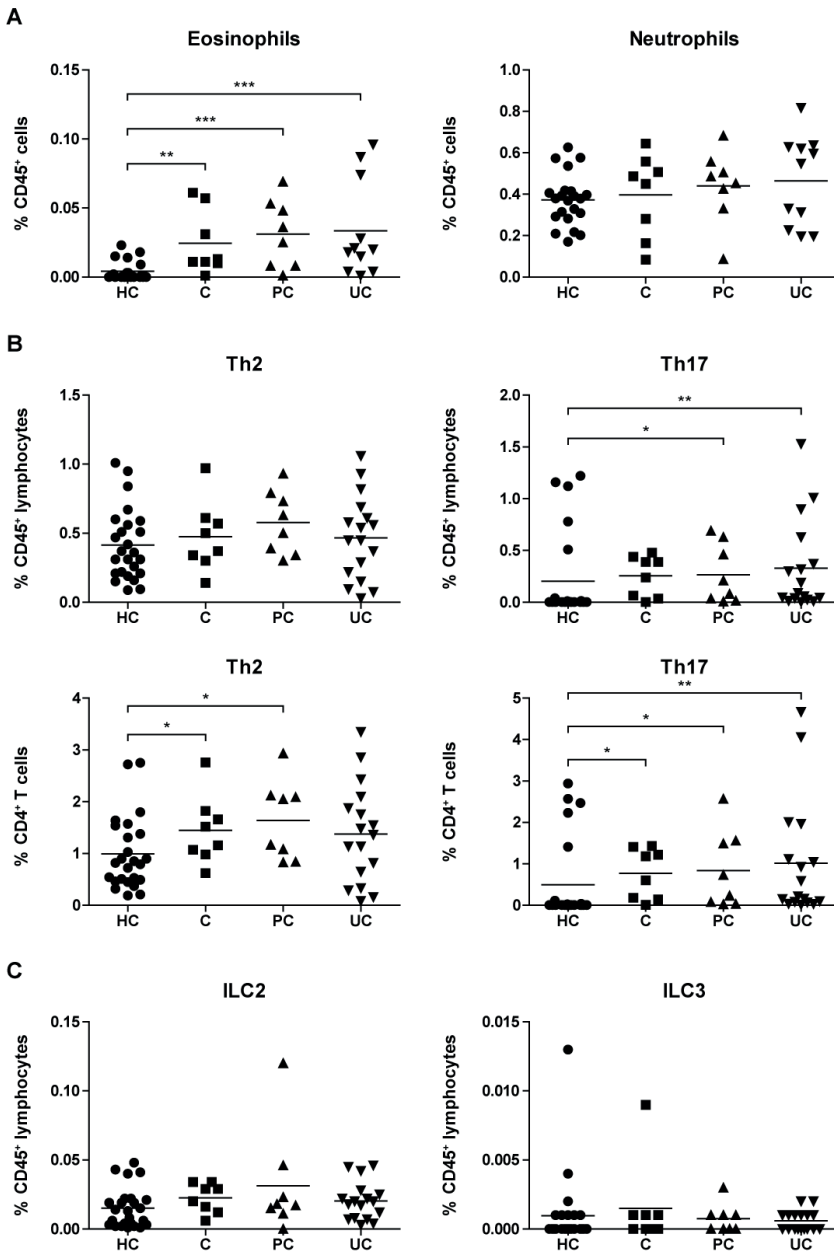 A
Eosinophils
Neutrophils
% CD45⁺ cells
0.15
0.10
0.05
0.00
***
***
**
HC
C
PC
UC
% CD45⁺ cells
1.0
0.8
0.6
0.4
0.2
0.0
HC
C
PC
UC
B
Th2
Th17
% CD45⁺ lymphocytes
1.5
1.0
0.5
0.0
HC
C
PC
UC
% CD45⁺ lymphocytes
2.0
1.5
1.0
0.5
0.0
**
*
HC
C
PC
UC
Th2
Th17
% CD4⁺ T cells
4
3
2
1
0
*
*
HC
C
PC
UC
% CD4⁺ T cells
5
4
3
2
1
0
**
*
*
HC
C
PC
UC
C
ILC2
ILC3
% CD45⁺ lymphocytes
0.15
0.10
0.05
0.00
HC
C
PC
UC
% CD45⁺ lymphocytes
0.015
0.010
0.005
0.000
HC
C
PC
UC